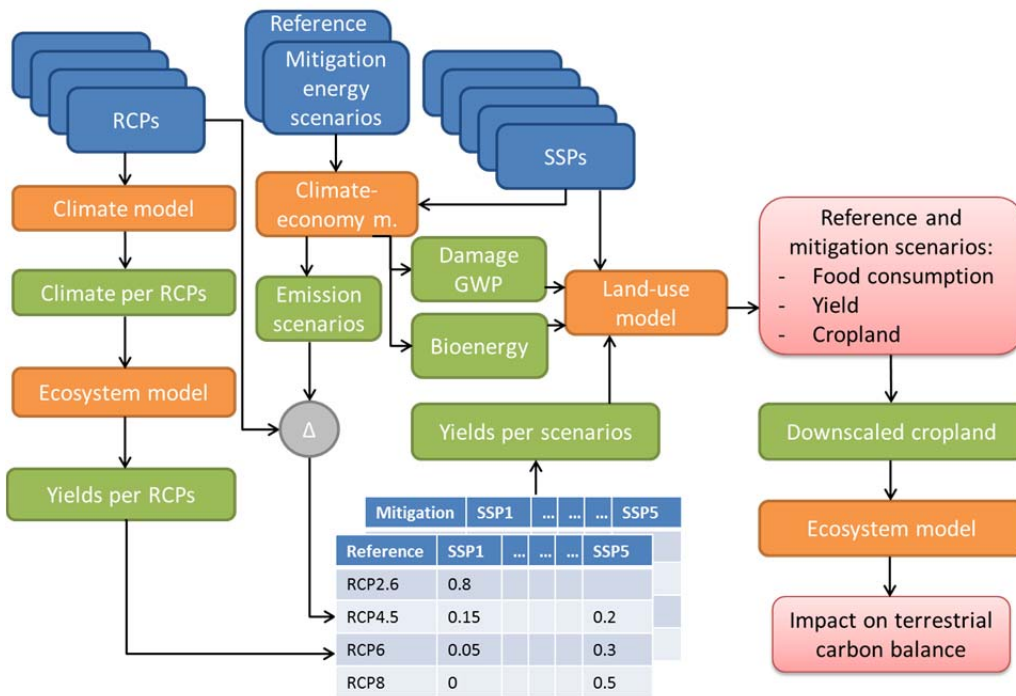 Reference
Mitigation
energy
scenarios
RCPs
SSPs
Climate model
Climate-
economy m.
Climate per RCPs
Emission
scenarios
Damage
GWP
Bioenergy
Land-use
model
Reference and
mitigation scenarios:
- Food consumption
- Yield
- Cropland
Ecosystem model
Δ
Yields per scenarios
Downscaled cropland
Yields per RCPs
Ecosystem model
Impact on terrestrial
carbon balance
Mitigation SSP1 ... ... ... SSP5
Reference SSP1 ... ... ... SSP5
RCP2.6 0.8
RCP4.5 0.15 0.2
RCP6 0.05 0.3
RCP8 0 0.5